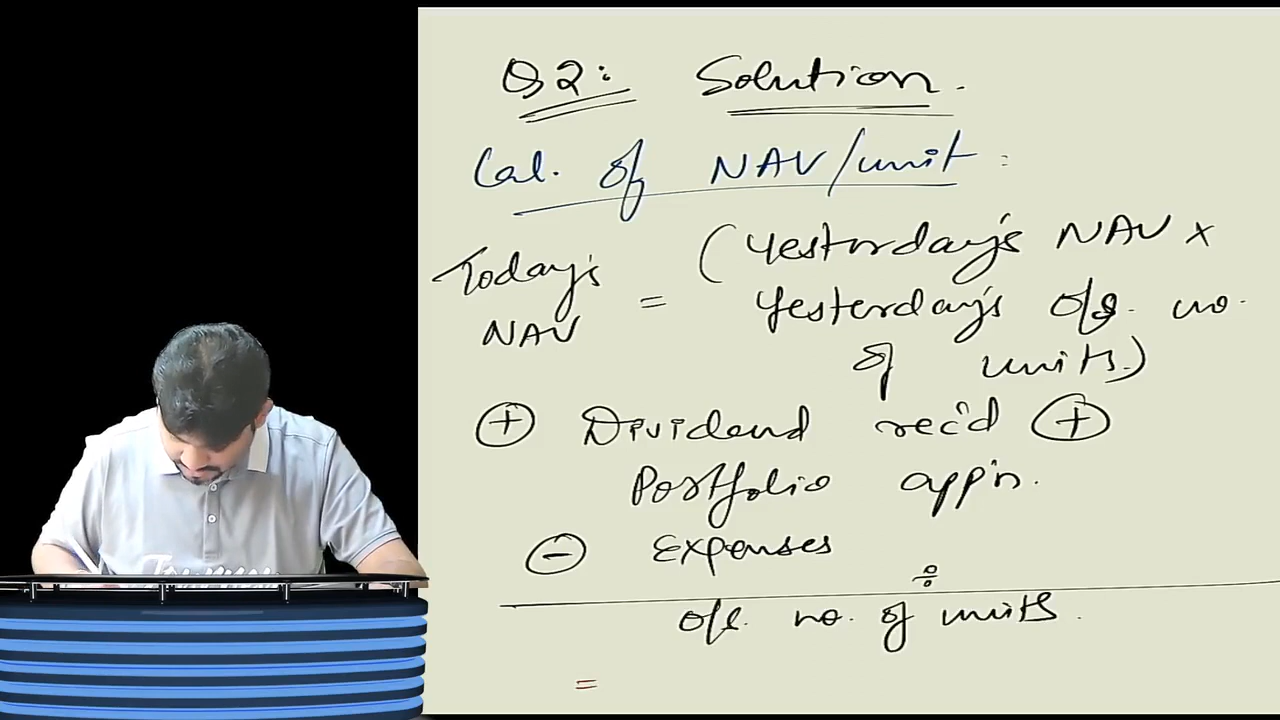 Q2: Solution.
Cal. of NAV/unit:
Today's NAV = (Yesterday's NAV x
Yesterday's o/s. no.
of units.)
⊕ Dividend rec'd ⊕
Portfolio app'n.
⊖ Expenses
÷
o/s. no. of units.
=